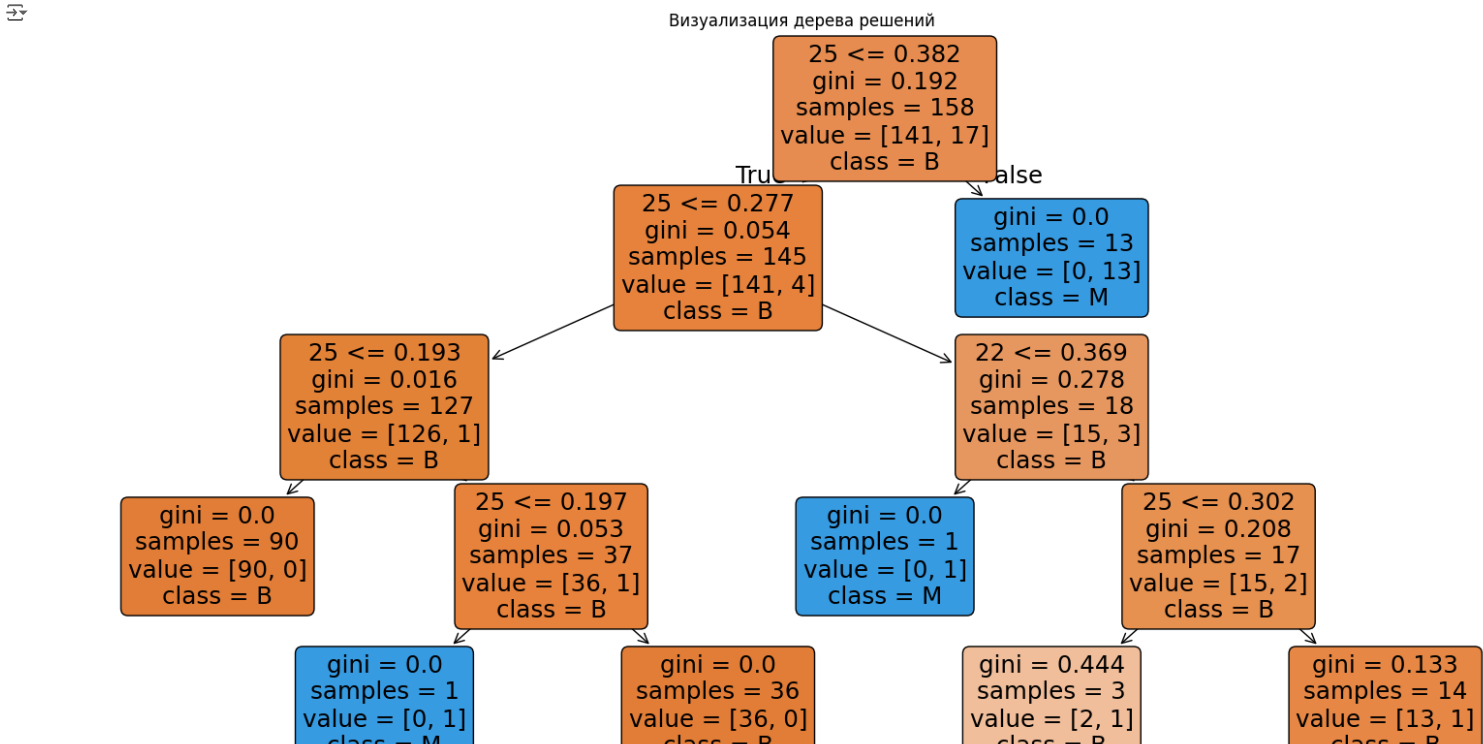 Визуализация дерева решений
25 <= 0.382
gini = 0.192
samples = 158
value = [141, 17]
class = B
True
False
25 <= 0.277
gini = 0.054
samples = 145
value = [141, 4]
class = B
gini = 0.0
samples = 13
value = [0, 13]
class = M
25 <= 0.193
gini = 0.016
samples = 127
value = [126, 1]
class = B
22 <= 0.369
gini = 0.278
samples = 18
value = [15, 3]
class = B
gini = 0.0
samples = 90
value = [90, 0]
class = B
25 <= 0.197
gini = 0.053
samples = 37
value = [36, 1]
class = B
gini = 0.0
samples = 1
value = [0, 1]
class = M
25 <= 0.302
gini = 0.208
samples = 17
value = [15, 2]
class = B
gini = 0.0
samples = 1
value = [0, 1]
class = M
gini = 0.0
samples = 36
value = [36, 0]
class = B
gini = 0.444
samples = 3
value = [2, 1]
class = B
gini = 0.133
samples = 14
value = [13, 1]
class = B